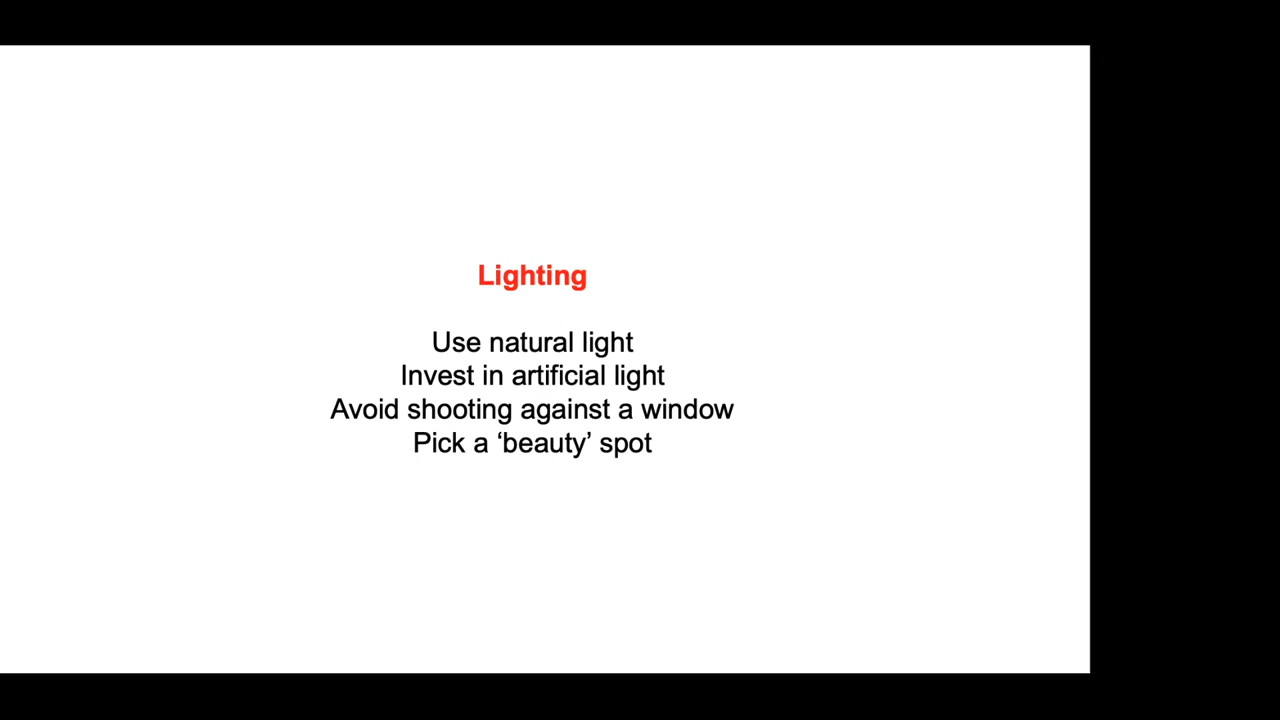 Lighting
Use natural light
Invest in artificial light
Avoid shooting against a window
Pick a ‘beauty’ spot